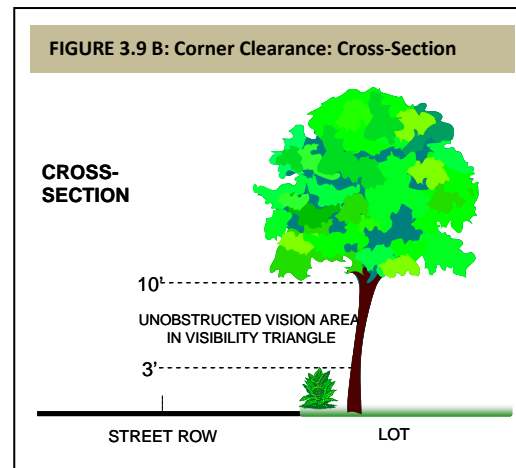 FIGURE 3.9 B: Corner Clearance: Cross-Section
CROSS-
SECTION
10'
UNOBSTRUCTED VISION AREA
IN VISIBILITY TRIANGLE
3'
STREET ROW
LOT